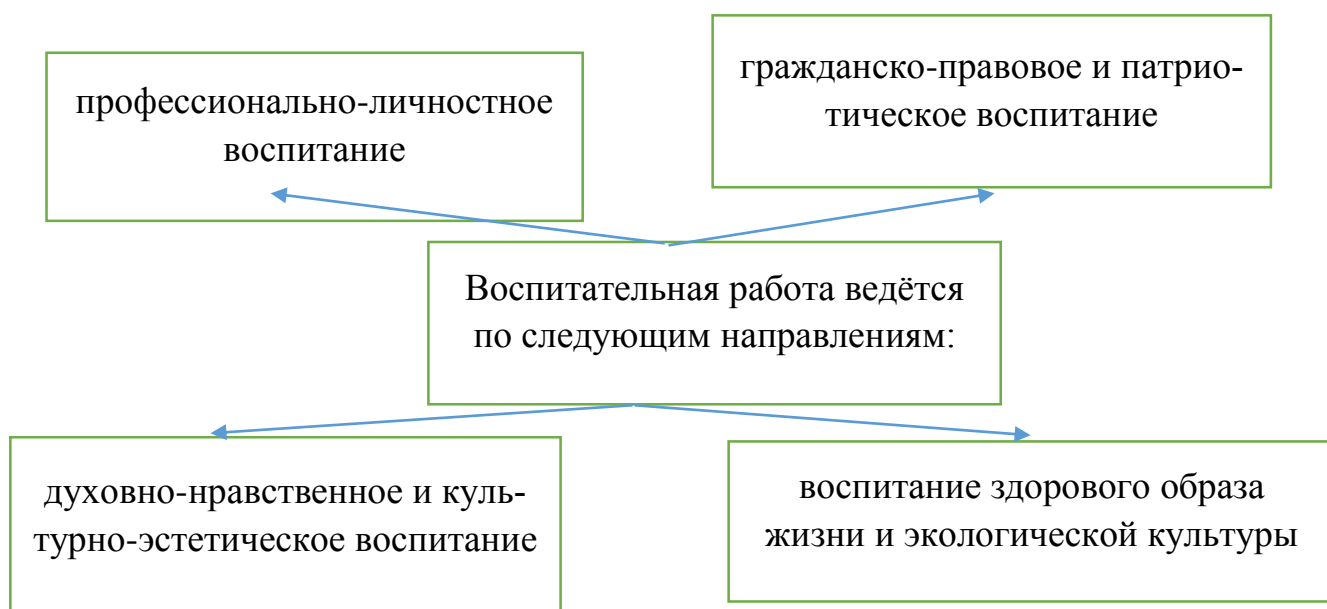 профессионально-личностное
воспитание
гражданско-правовое и патрио-
тическое воспитание
Воспитательная работа ведётся
по следующим направлениям:
духовно-нравственное и куль-
турно-эстетическое воспитание
воспитание здорового образа
жизни и экологической культуры